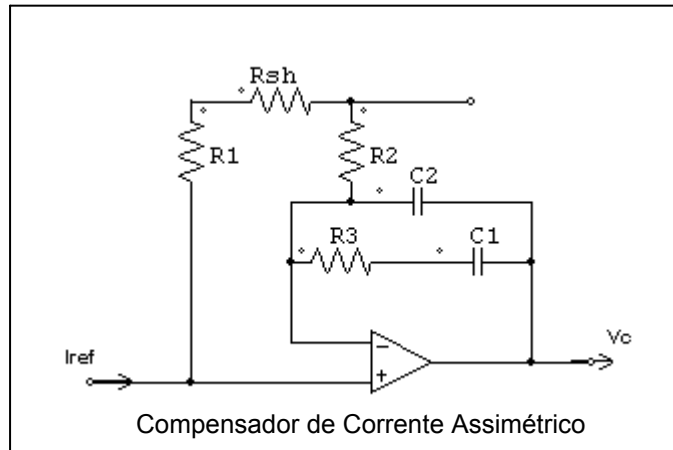 Rsh
R1
R2
C2
R3
C1
Iref
Vc
Compensador de Corrente Assimétrico